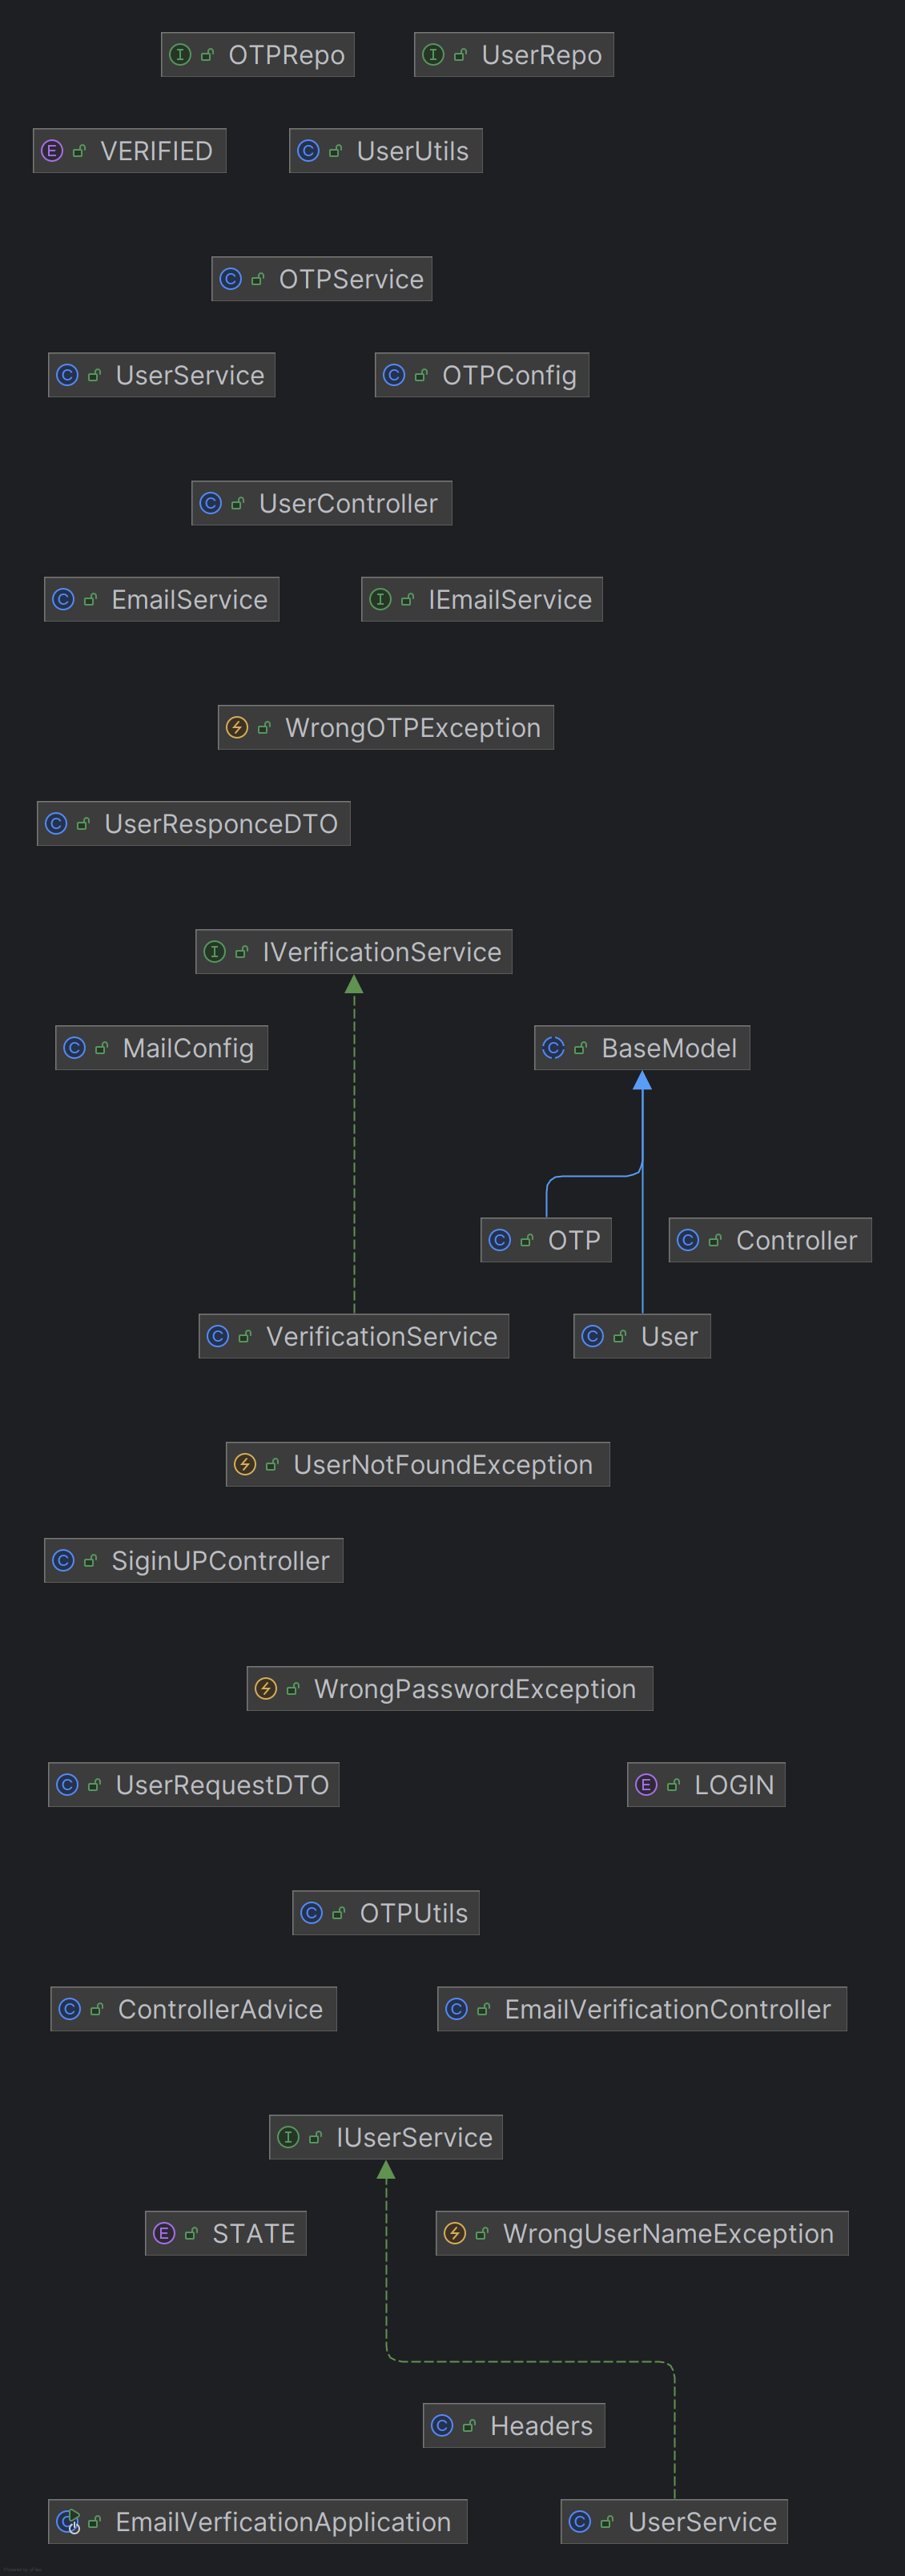 OTPRepo
UserRepo
VERIFIED
UserUtils
OTPService
UserService
OTPConfig
UserController
EmailService
IEmailService
WrongOTPException
UserResponceDTO
IVerificationService
MailConfig
BaseModel
OTP
Controller
VerificationService
User
UserNotFoundException
SiginUPController
WrongPasswordException
UserRequestDTO
LOGIN
OTPUtils
ControllerAdvice
EmailVerificationController
IUserService
STATE
WrongUserNameException
Headers
EmailVerficationApplication
UserService